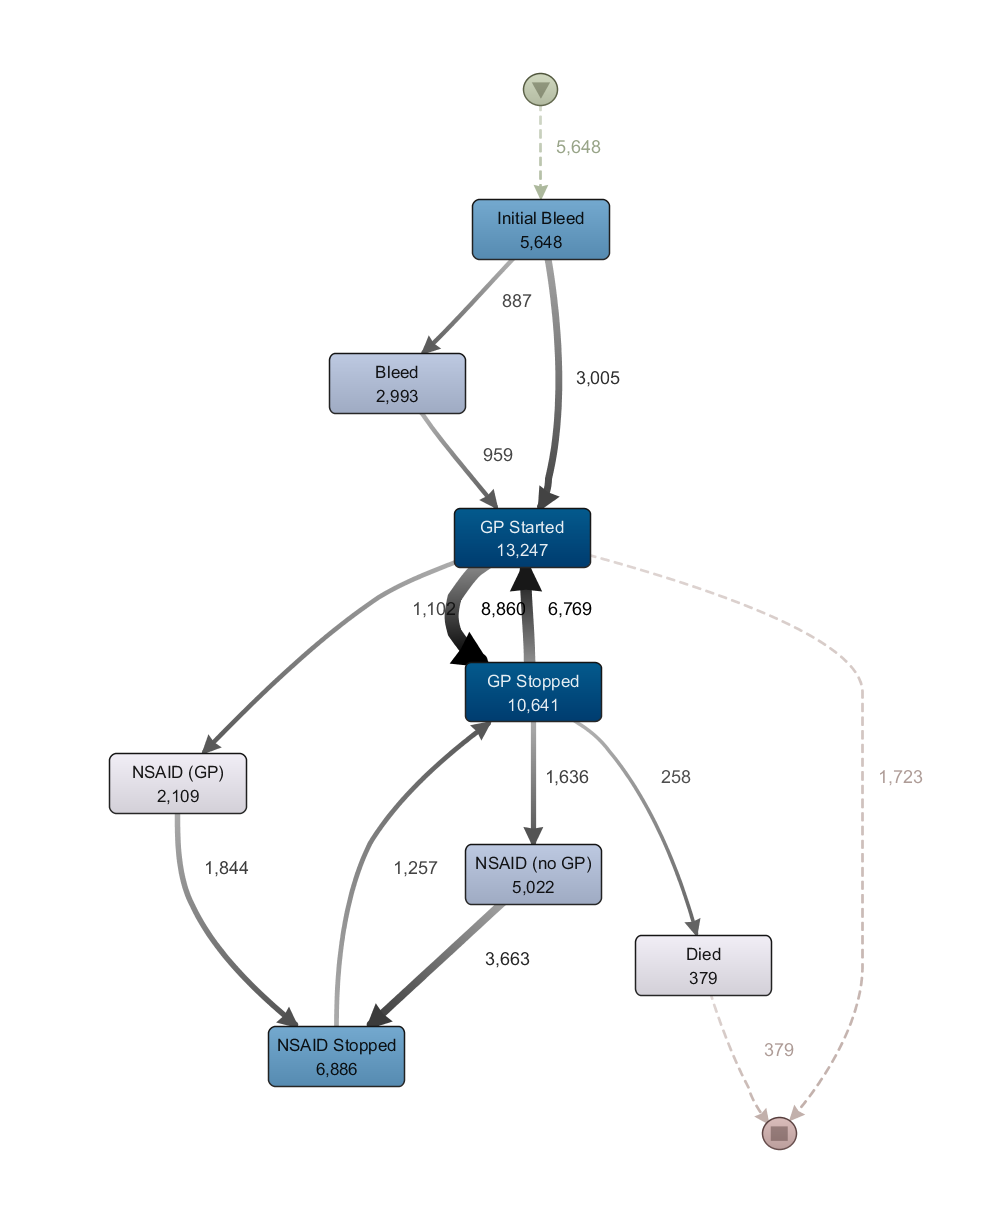 5,648
Initial Bleed
5,648
887
Bleed
2,993
3,005
959
GP Started
13,247
1,102
8,860
6,769
GP Stopped
10,641
NSAID (GP)
2,109
1,636
258
1,723
1,844
1,257
NSAID (no GP)
5,022
3,663
Died
379
NSAID Stopped
6,886
379